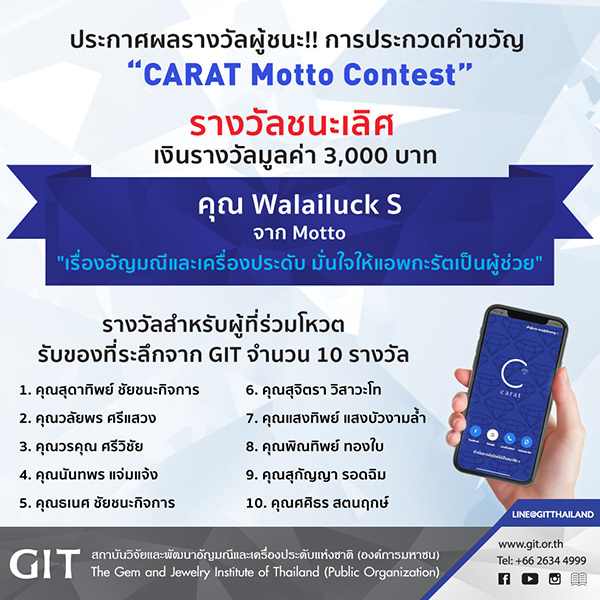 ประกาศผลรางวัลผู้ชนะ!! การประกวดคำขวัญ
“CARAT Motto Contest”
รางวัลชนะเลิศ
เงินรางวัลมูลค่า 3,000 บาท
คุณ Walailuck S
จาก Motto
"เรื่องอัญมณีและเครื่องประดับ มั่นใจให้แอพกะรัตเป็นผู้ช่วย"
รางวัลสำหรับผู้ที่ร่วมโหวต
รับของที่ระลึกจาก GIT จำนวน 10 รางวัล
1. คุณสุดาทิพย์ ชัยชนะกิจการ
2. คุณวลัยพร ศรีแสวง
3. คุณวรคุณ ศรีวิชัย
4. คุณนันทพร แจ่มแจ้ง
5. คุณธเนศ ชัยชนะกิจการ
6. คุณสุจิตรา วิสาวะโท
7. คุณแสงทิพย์ แสงบัวงามล้ำ
8. คุณพิณทิพย์ ทองใบ
9. คุณสุกัญญา รอดฉิม
10. คุณศศิธร สตนฤกษ์
C
carat
LINE@GITTHAILAND
GIT
สถาบันวิจัยและพัฒนาอัญมณีและเครื่องประดับแห่งชาติ (องค์การมหาชน)
The Gem and Jewelry Institute of Thailand (Public Organization)
www.git.or.th
Tel: +66 2634 4999